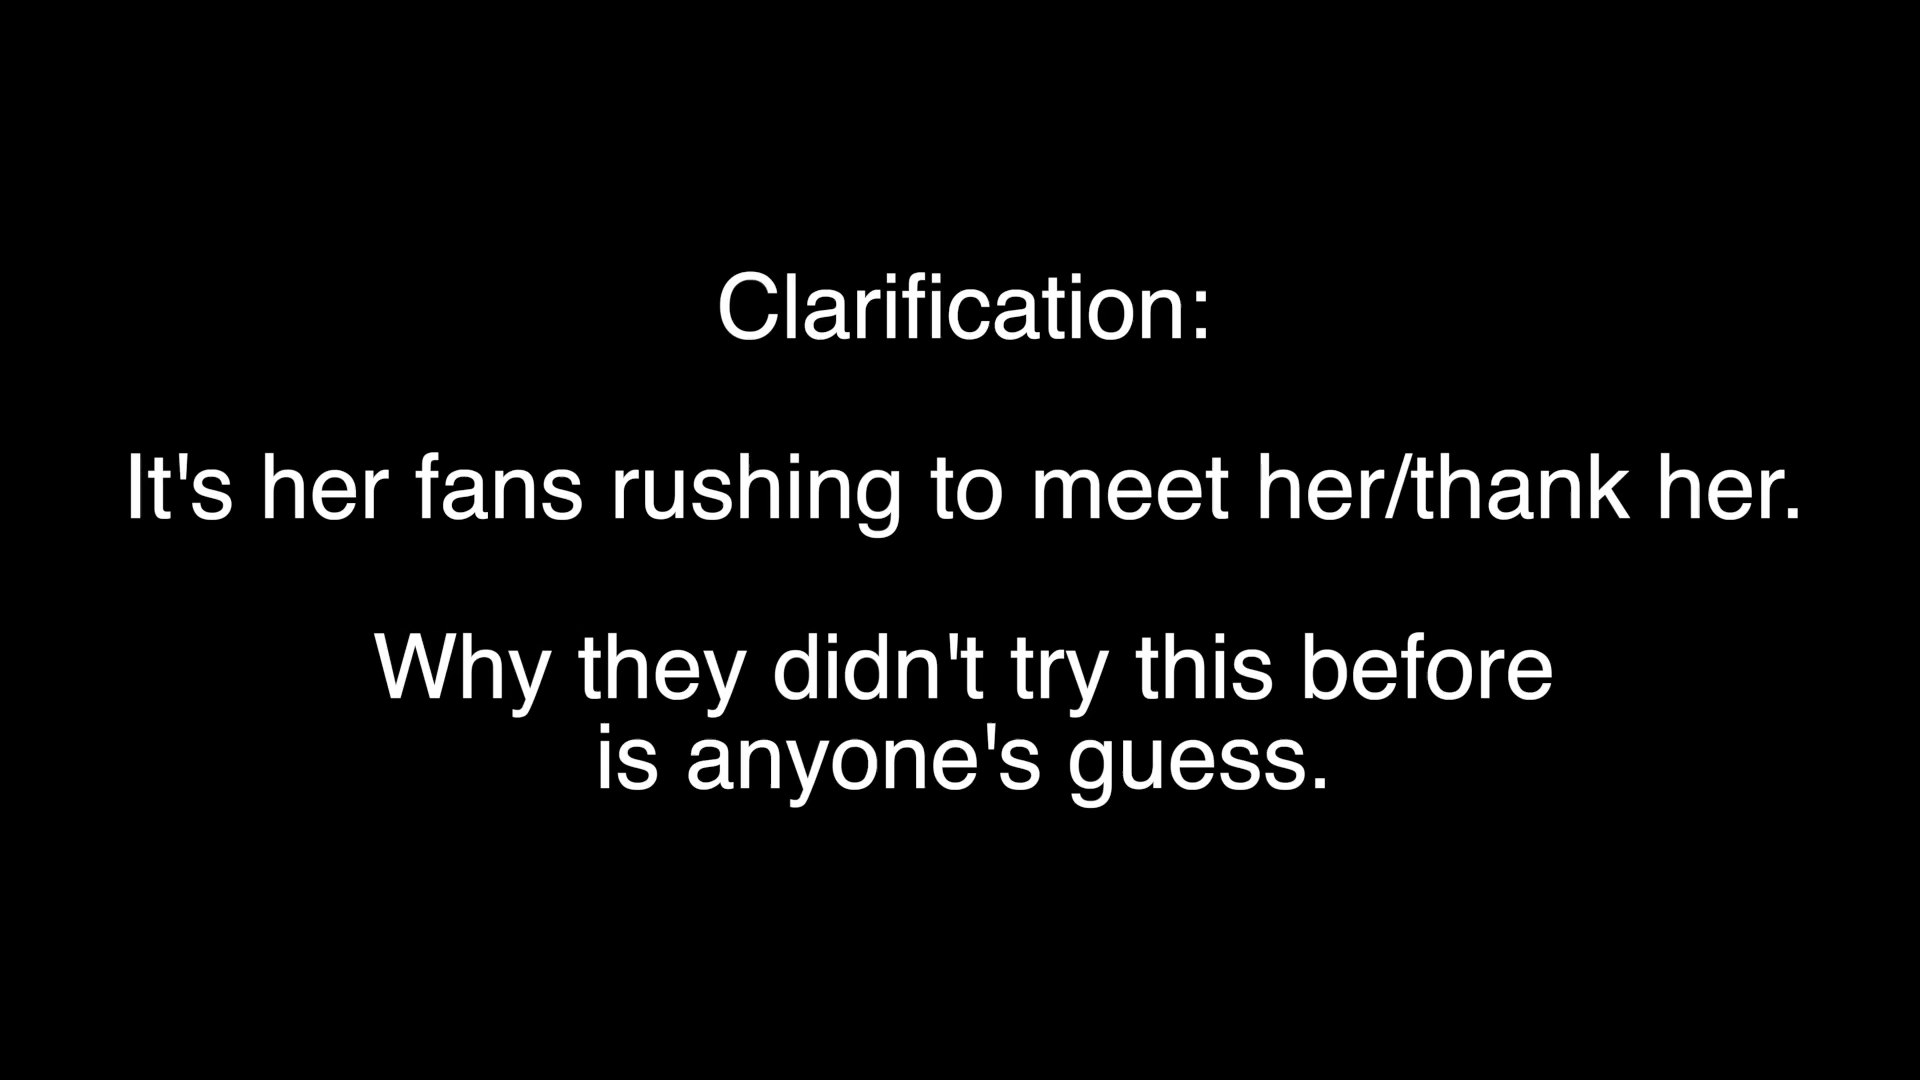 Clarification:
It's her fans rushing to meet her/thank her.
Why they didn't try this before
is anyone's guess.